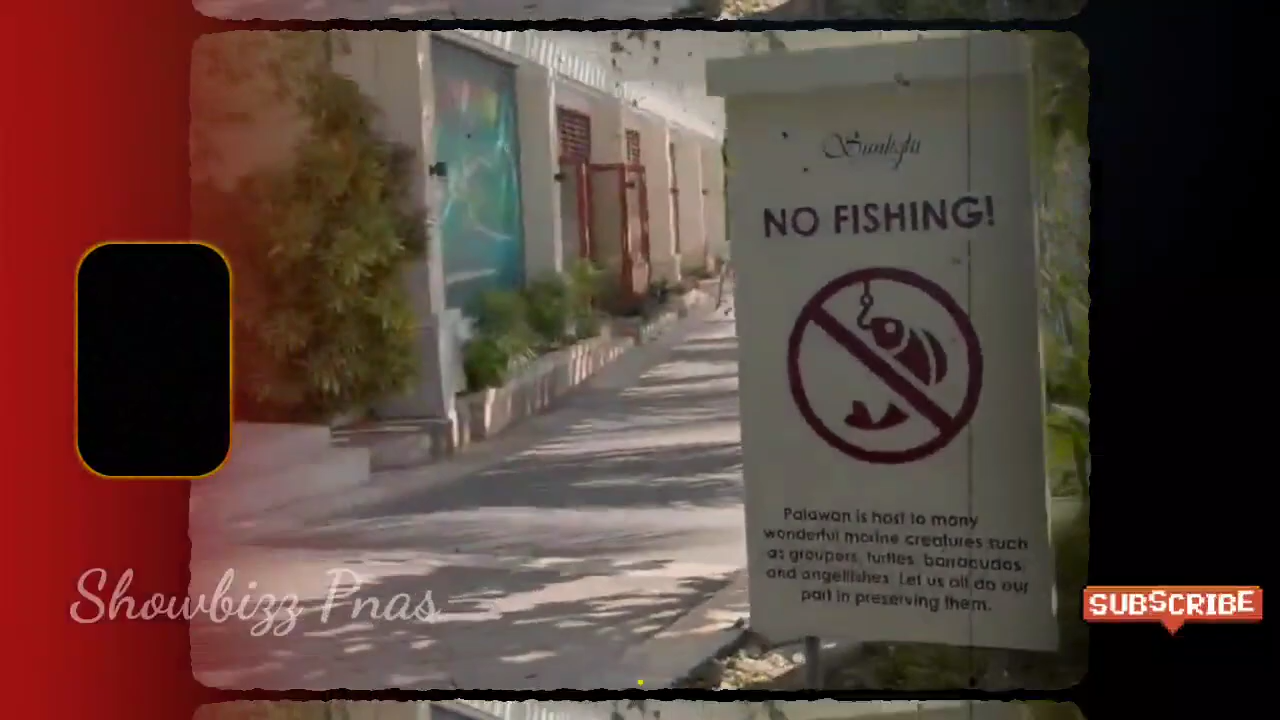 Sunlight
NO FISHING!
Palawan is host to many
wonderful marine creatures such
as groupers, turtles, barracudas,
and angelfishes. Let us all do our
part in preserving them.
Showbizz Pnas
SUBSCRIBE